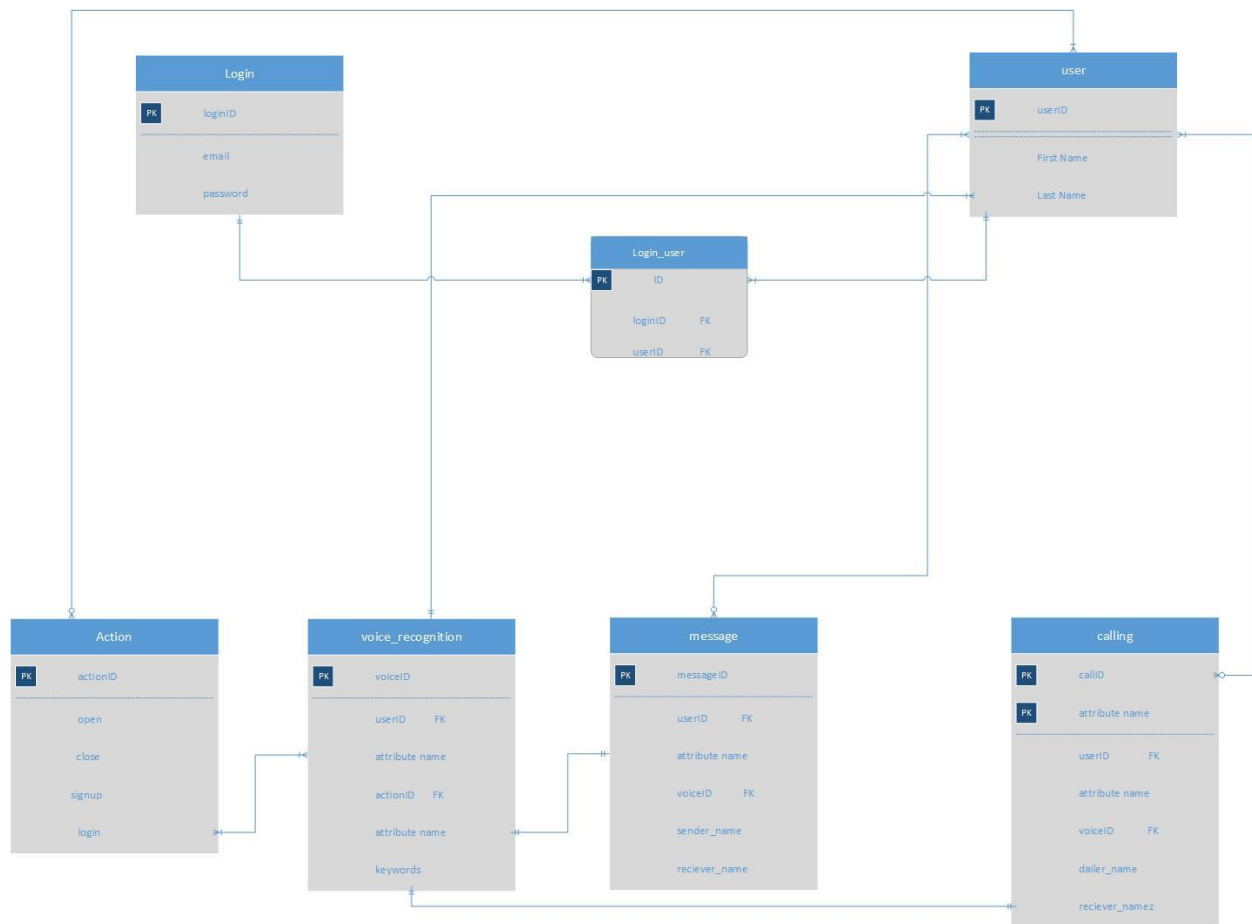 Login
PK loginID
email
password
user
PK userID
First Name
Last Name
Login_user
PK ID
loginID FK
userID FK
Action
PK actionID
open
close
signup
login
voice_recognition
PK voiceID
userID FK
attribute name
actionID FK
attribute name
keywords
message
PK messageID
userID FK
attribute name
voiceID FK
sender_name
reciever_name
calling
PK callID
PK attribute name
userID FK
attribute name
voiceID FK
dailer_name
reciever_namez